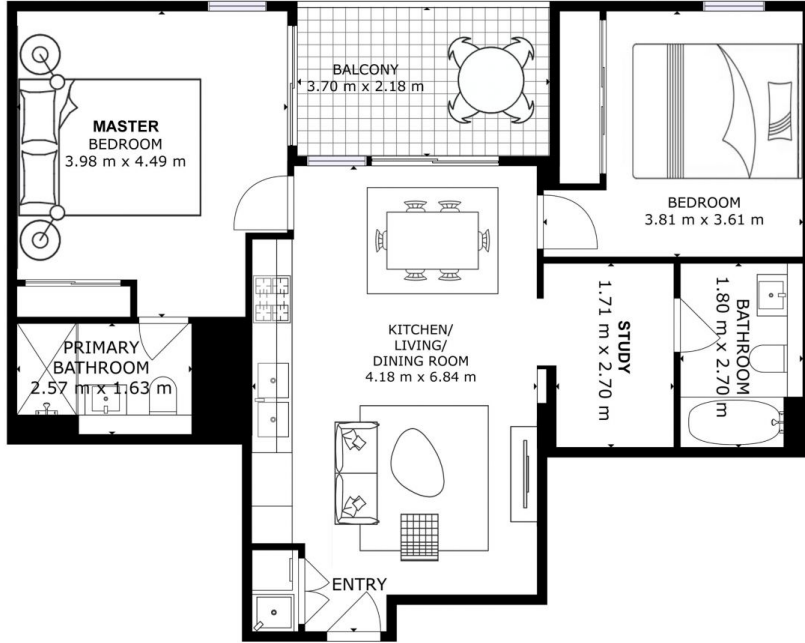 BALCONY
3.70 m x 2.18 m
MASTER
BEDROOM
3.98 m x 4.49 m
BEDROOM
3.81 m x 3.61 m
PRIMARY
BATHROOM
2.57 m x 1.63 m
KITCHEN/
LIVING/
DINING ROOM
4.18 m x 6.84 m
STUDY
1.71 m x 2.70 m
BATHROOM
1.80 m x 2.70 m
ENTRY